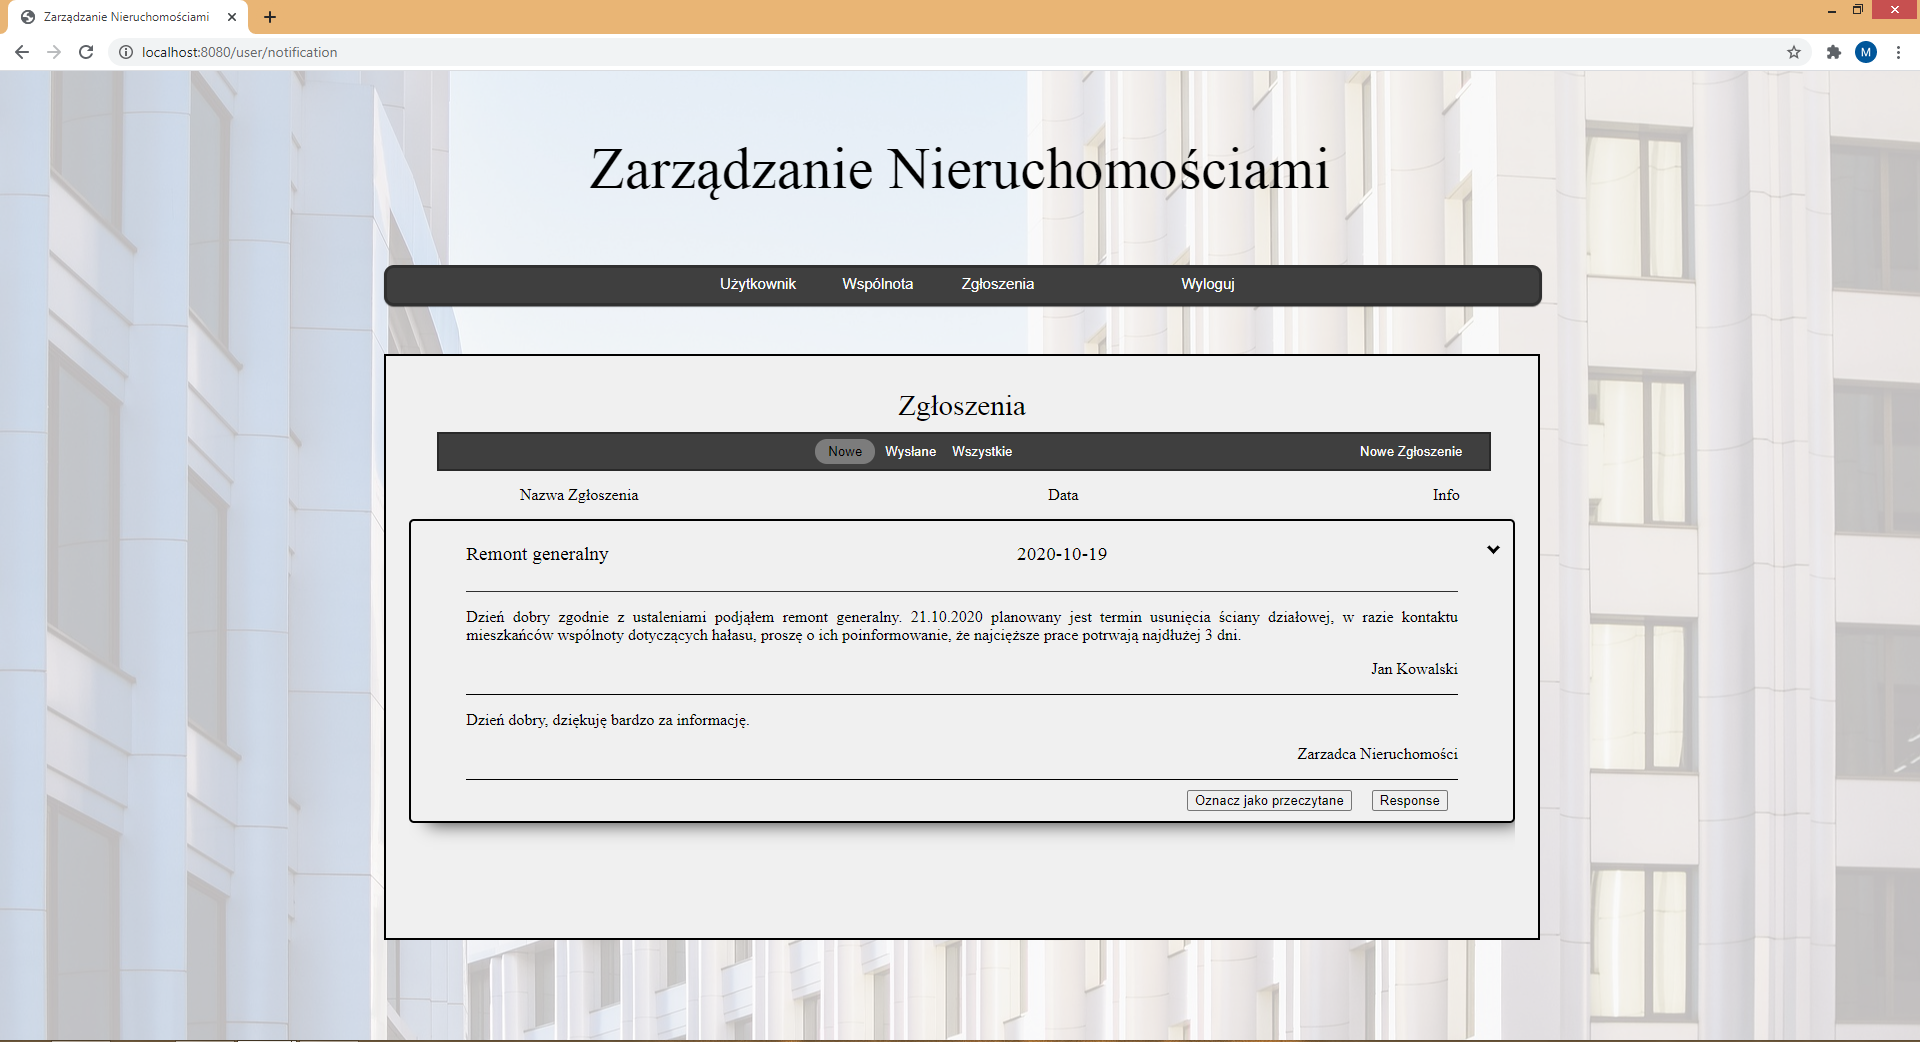 Zarządzanie Nieruchomościami
localhost:8080/user/notification
M
Zarządzanie Nieruchomościami
Użytkownik Wspólnota Zgłoszenia Wyloguj
Zgłoszenia
Nowe Wysłane Wszystkie Nowe Zgłoszenie
Nazwa Zgłoszenia Data Info
Remont generalny 2020-10-19
Dzień dobry zgodnie z ustaleniami podjąłem remont generalny. 21.10.2020 planowany jest termin usunięcia ściany działowej, w razie kontaktu
mieszkańców wspólnoty dotyczących hałasu, proszę o ich poinformowanie, że najcięższe prace potrwają najdłużej 3 dni.
Jan Kowalski
Dzień dobry, dziękuję bardzo za informację.
Zarzadca Nieruchomości
Oznacz jako przeczytane Response